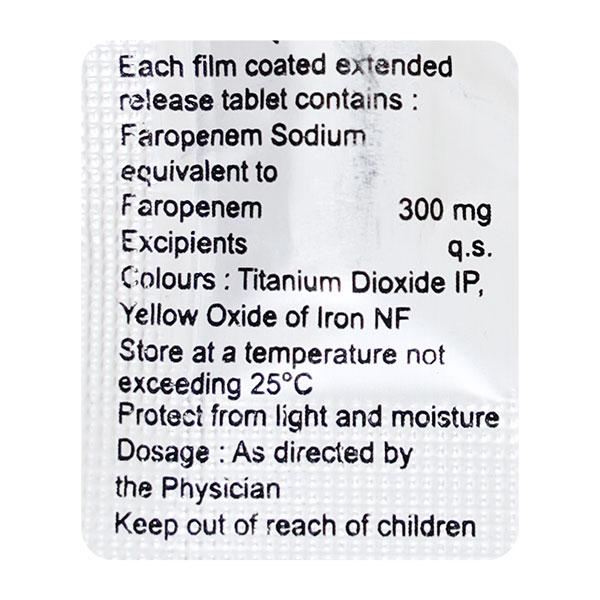 Each film coated extended
release tablet contains :
Faropenem Sodium
equivalent to
Faropenem 300 mg
Excipients q.s.
Colours : Titanium Dioxide IP,
Yellow Oxide of Iron NF
Store at a temperature not
exceeding 25°C
Protect from light and moisture
Dosage : As directed by
the Physician
Keep out of reach of children